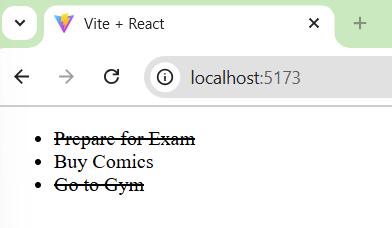 Vite + React
localhost:5173
Prepare for Exam
Buy Comics
Go to Gym